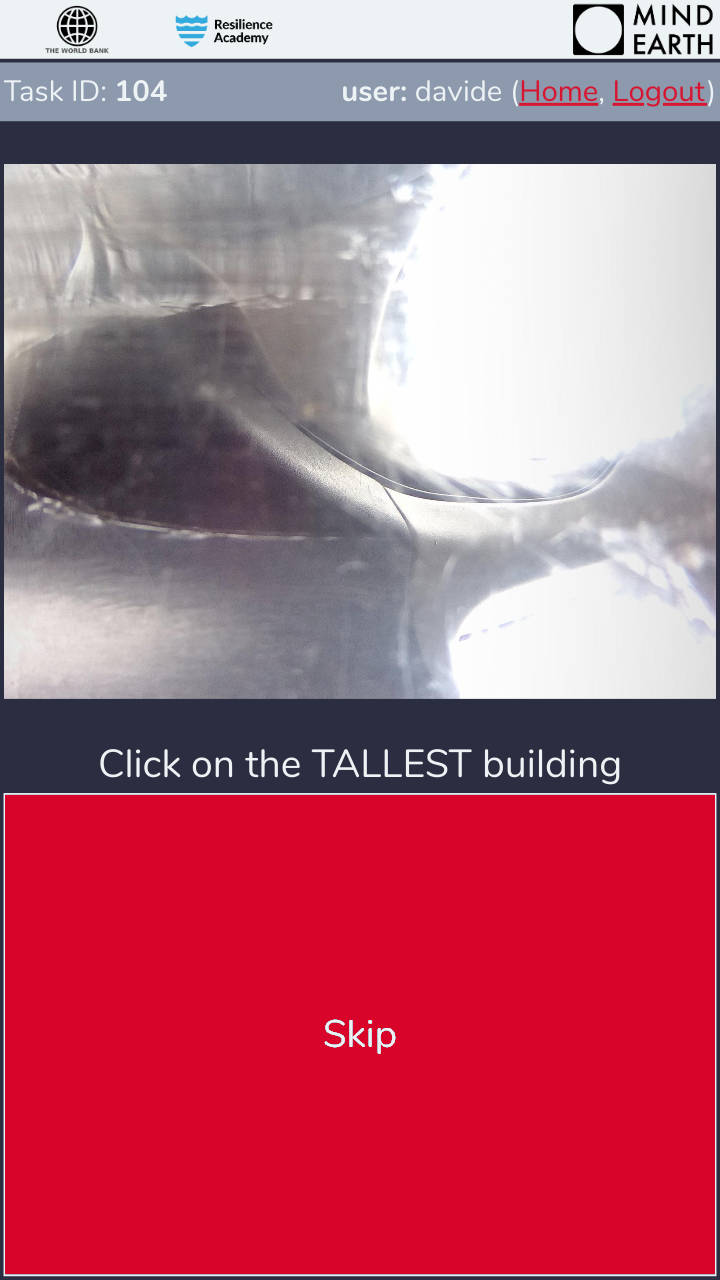 THE WORLD BANK
Resilience
Academy
MIND
EARTH
Task ID: 104
user: davide (Home, Logout)
Click on the TALLEST building
Skip